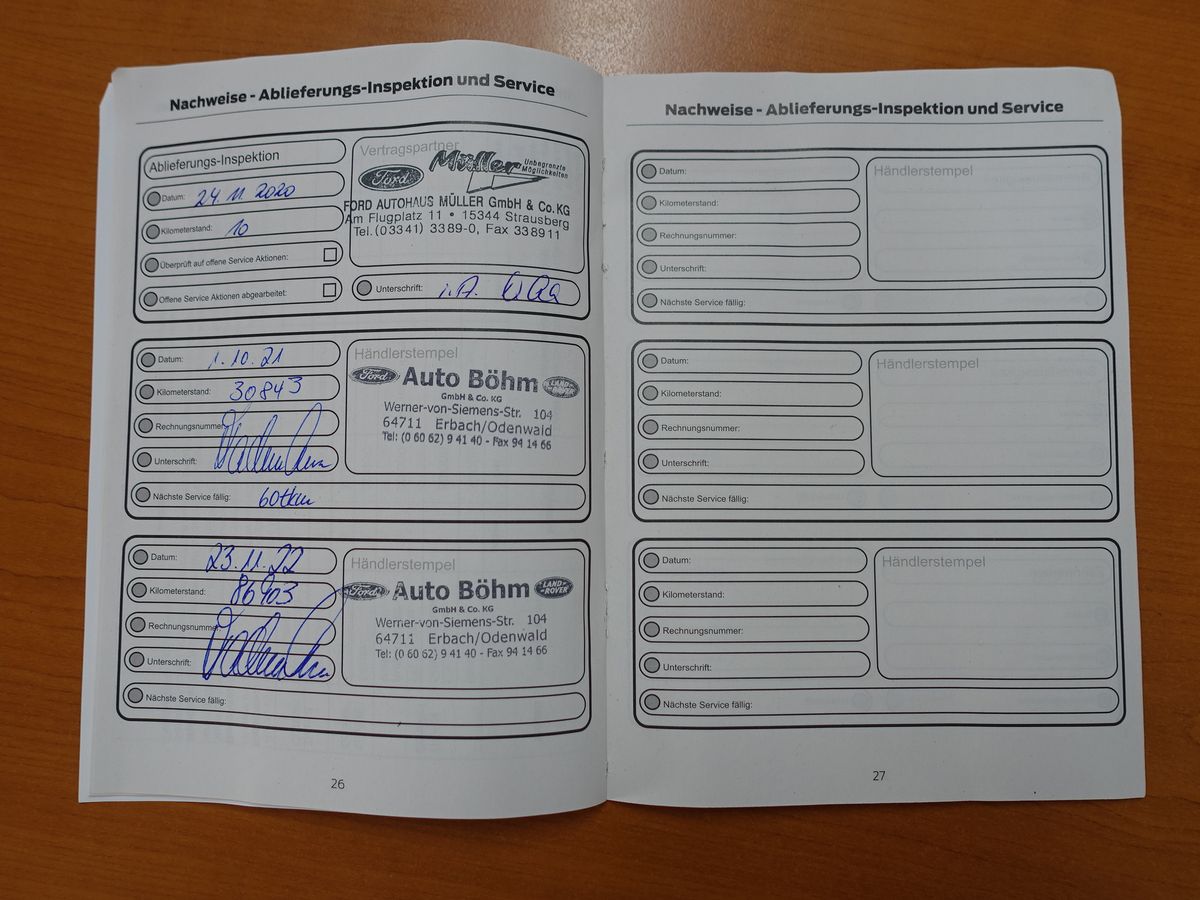 Nachweise - Ablieferungs-Inspektion und Service
Ablieferungs-Inspektion
Datum: 24.11.2020
Kilometerstand: 10
Überprüft auf offene Service Aktionen:
Offene Service Aktionen abgearbeitet:
Vertragspartner
Müller
Unbegrenzte
Möglichkeiten
Ford
FORD AUTOHAUS MÜLLER GmbH & Co. KG
Am Flugplatz 11 • 15344 Strausberg
Tel. (03341) 3389-0, Fax 338911
Unterschrift: i.A.
Datum: 1.10.21
Kilometerstand: 30843
Rechnungsnummer:
Unterschrift:
Nächste Service fällig: 60tkm
Händlerstempel
Ford Auto Böhm LAND-ROVER
GmbH & Co. KG
Werner-von-Siemens-Str. 104
64711 Erbach/Odenwald
Tel: (0 60 62) 9 41 40 - Fax 94 14 66
Datum: 23.11.22
Kilometerstand: 86903
Rechnungsnummer:
Unterschrift:
Nächste Service fällig:
Händlerstempel
Ford Auto Böhm LAND-ROVER
GmbH & Co. KG
Werner-von-Siemens-Str. 104
64711 Erbach/Odenwald
Tel: (0 60 62) 9 41 40 - Fax 94 14 66
26
Nachweise - Ablieferungs-Inspektion und Service
Datum:
Kilometerstand:
Rechnungsnummer:
Unterschrift:
Nächste Service fällig:
Händlerstempel
Datum:
Kilometerstand:
Rechnungsnummer:
Unterschrift:
Nächste Service fällig:
Händlerstempel
Datum:
Kilometerstand:
Rechnungsnummer:
Unterschrift:
Nächste Service fällig:
Händlerstempel
27